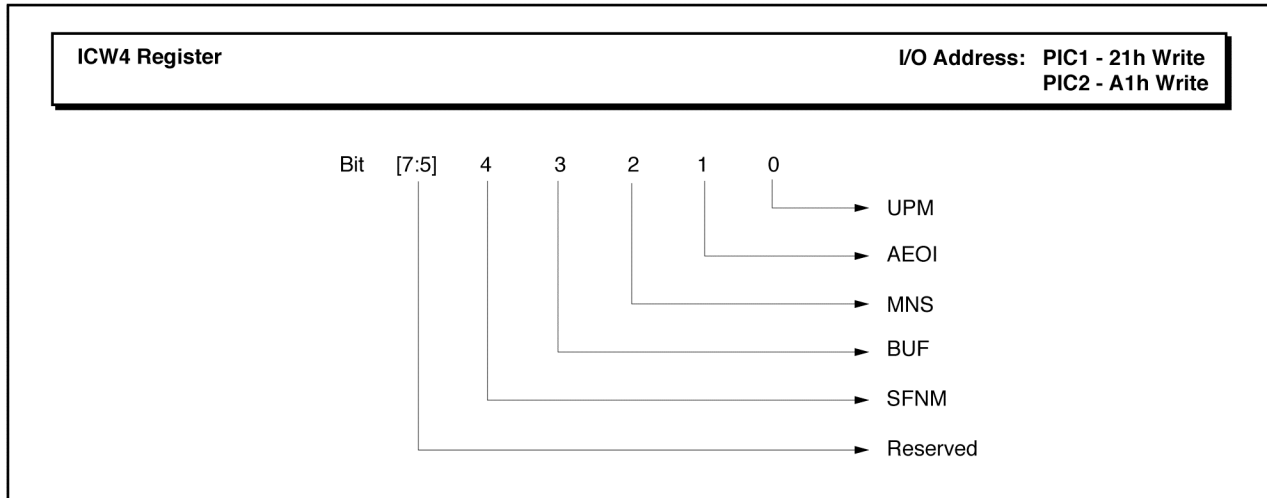 ICW4 Register I/O Address: PIC1 - 21h Write
PIC2 - A1h Write
Bit [7:5] 4 3 2 1 0
UPM
AEOI
MNS
BUF
SFNM
Reserved